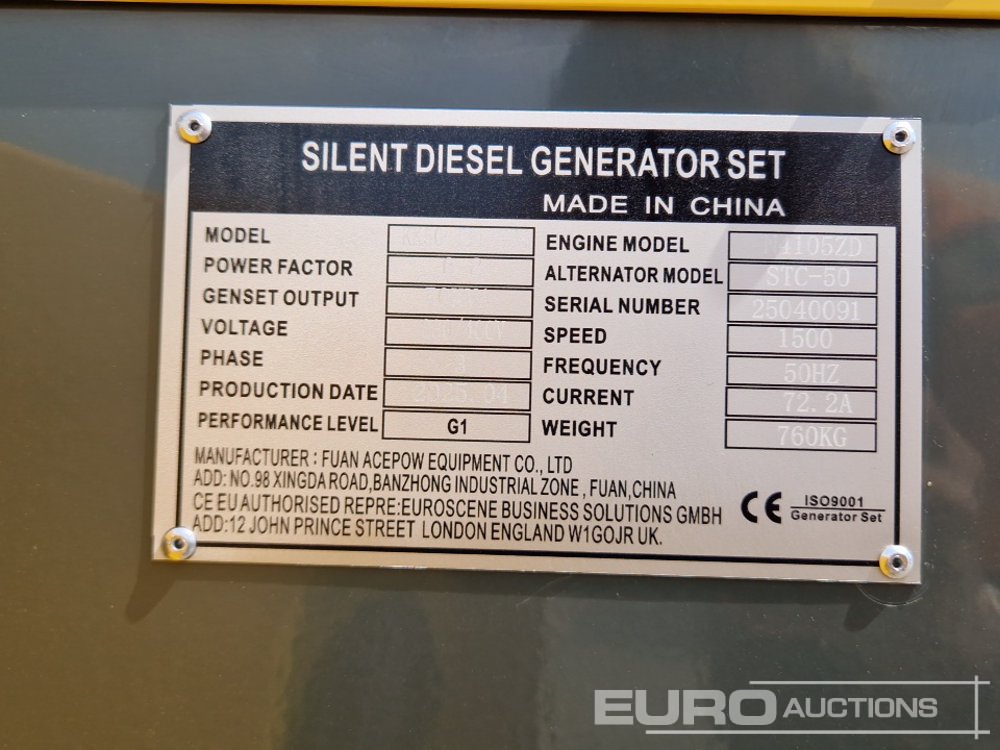 SILENT DIESEL GENERATOR SET
MADE IN CHINA
MODEL
POWER FACTOR
GENSET OUTPUT
VOLTAGE
PHASE
PRODUCTION DATE 2025.04
PERFORMANCE LEVEL G1
ENGINE MODEL
ALTERNATOR MODEL STC-50
SERIAL NUMBER 25040091
SPEED 1500
FREQUENCY 50HZ
CURRENT 72.2A
WEIGHT 760KG
MANUFACTURER : FUAN ACEPOW EQUIPMENT CO., LTD
ADD: NO.98 XINGDA ROAD, BANZHONG INDUSTRIAL ZONE , FUAN,CHINA
CE EU AUTHORISED REPRE:EUROSCENE BUSINESS SOLUTIONS GMBH
ADD:12 JOHN PRINCE STREET LONDON ENGLAND W1GOJR UK.
CE
ISO9001
Generator Set
EURO AUCTIONS